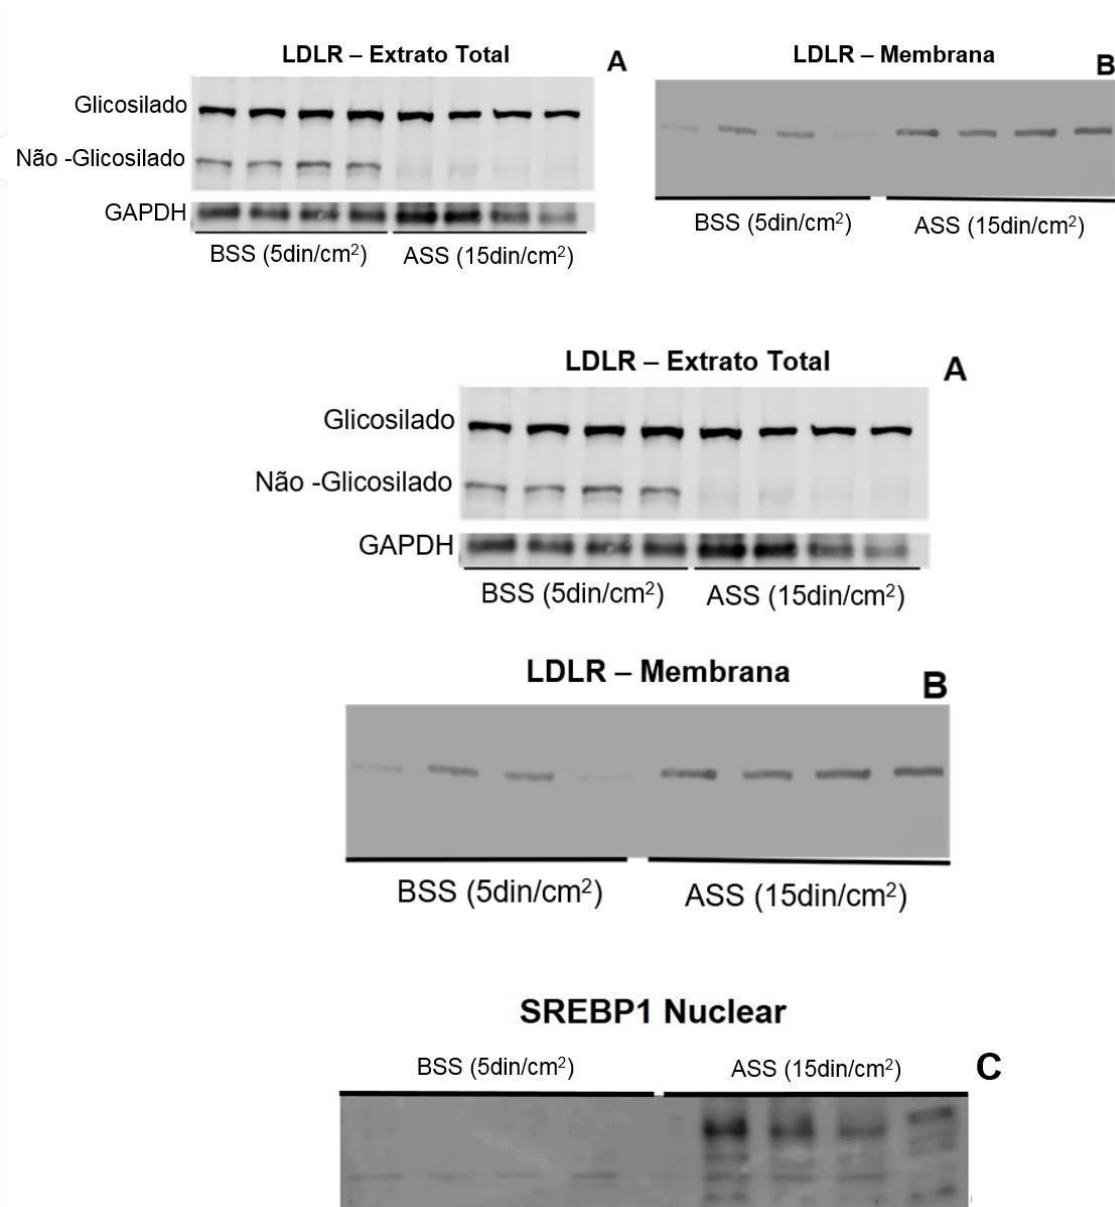 LDLR – Extrato Total
A
Glicosilado
Não -Glicosilado
GAPDH
BSS (5din/cm²)
ASS (15din/cm²)
LDLR – Membrana
B
BSS (5din/cm²)
ASS (15din/cm²)
LDLR – Extrato Total
A
Glicosilado
Não -Glicosilado
GAPDH
BSS (5din/cm²)
ASS (15din/cm²)
LDLR – Membrana
B
BSS (5din/cm²)
ASS (15din/cm²)
SREBP1 Nuclear
BSS (5din/cm²)
ASS (15din/cm²)
C